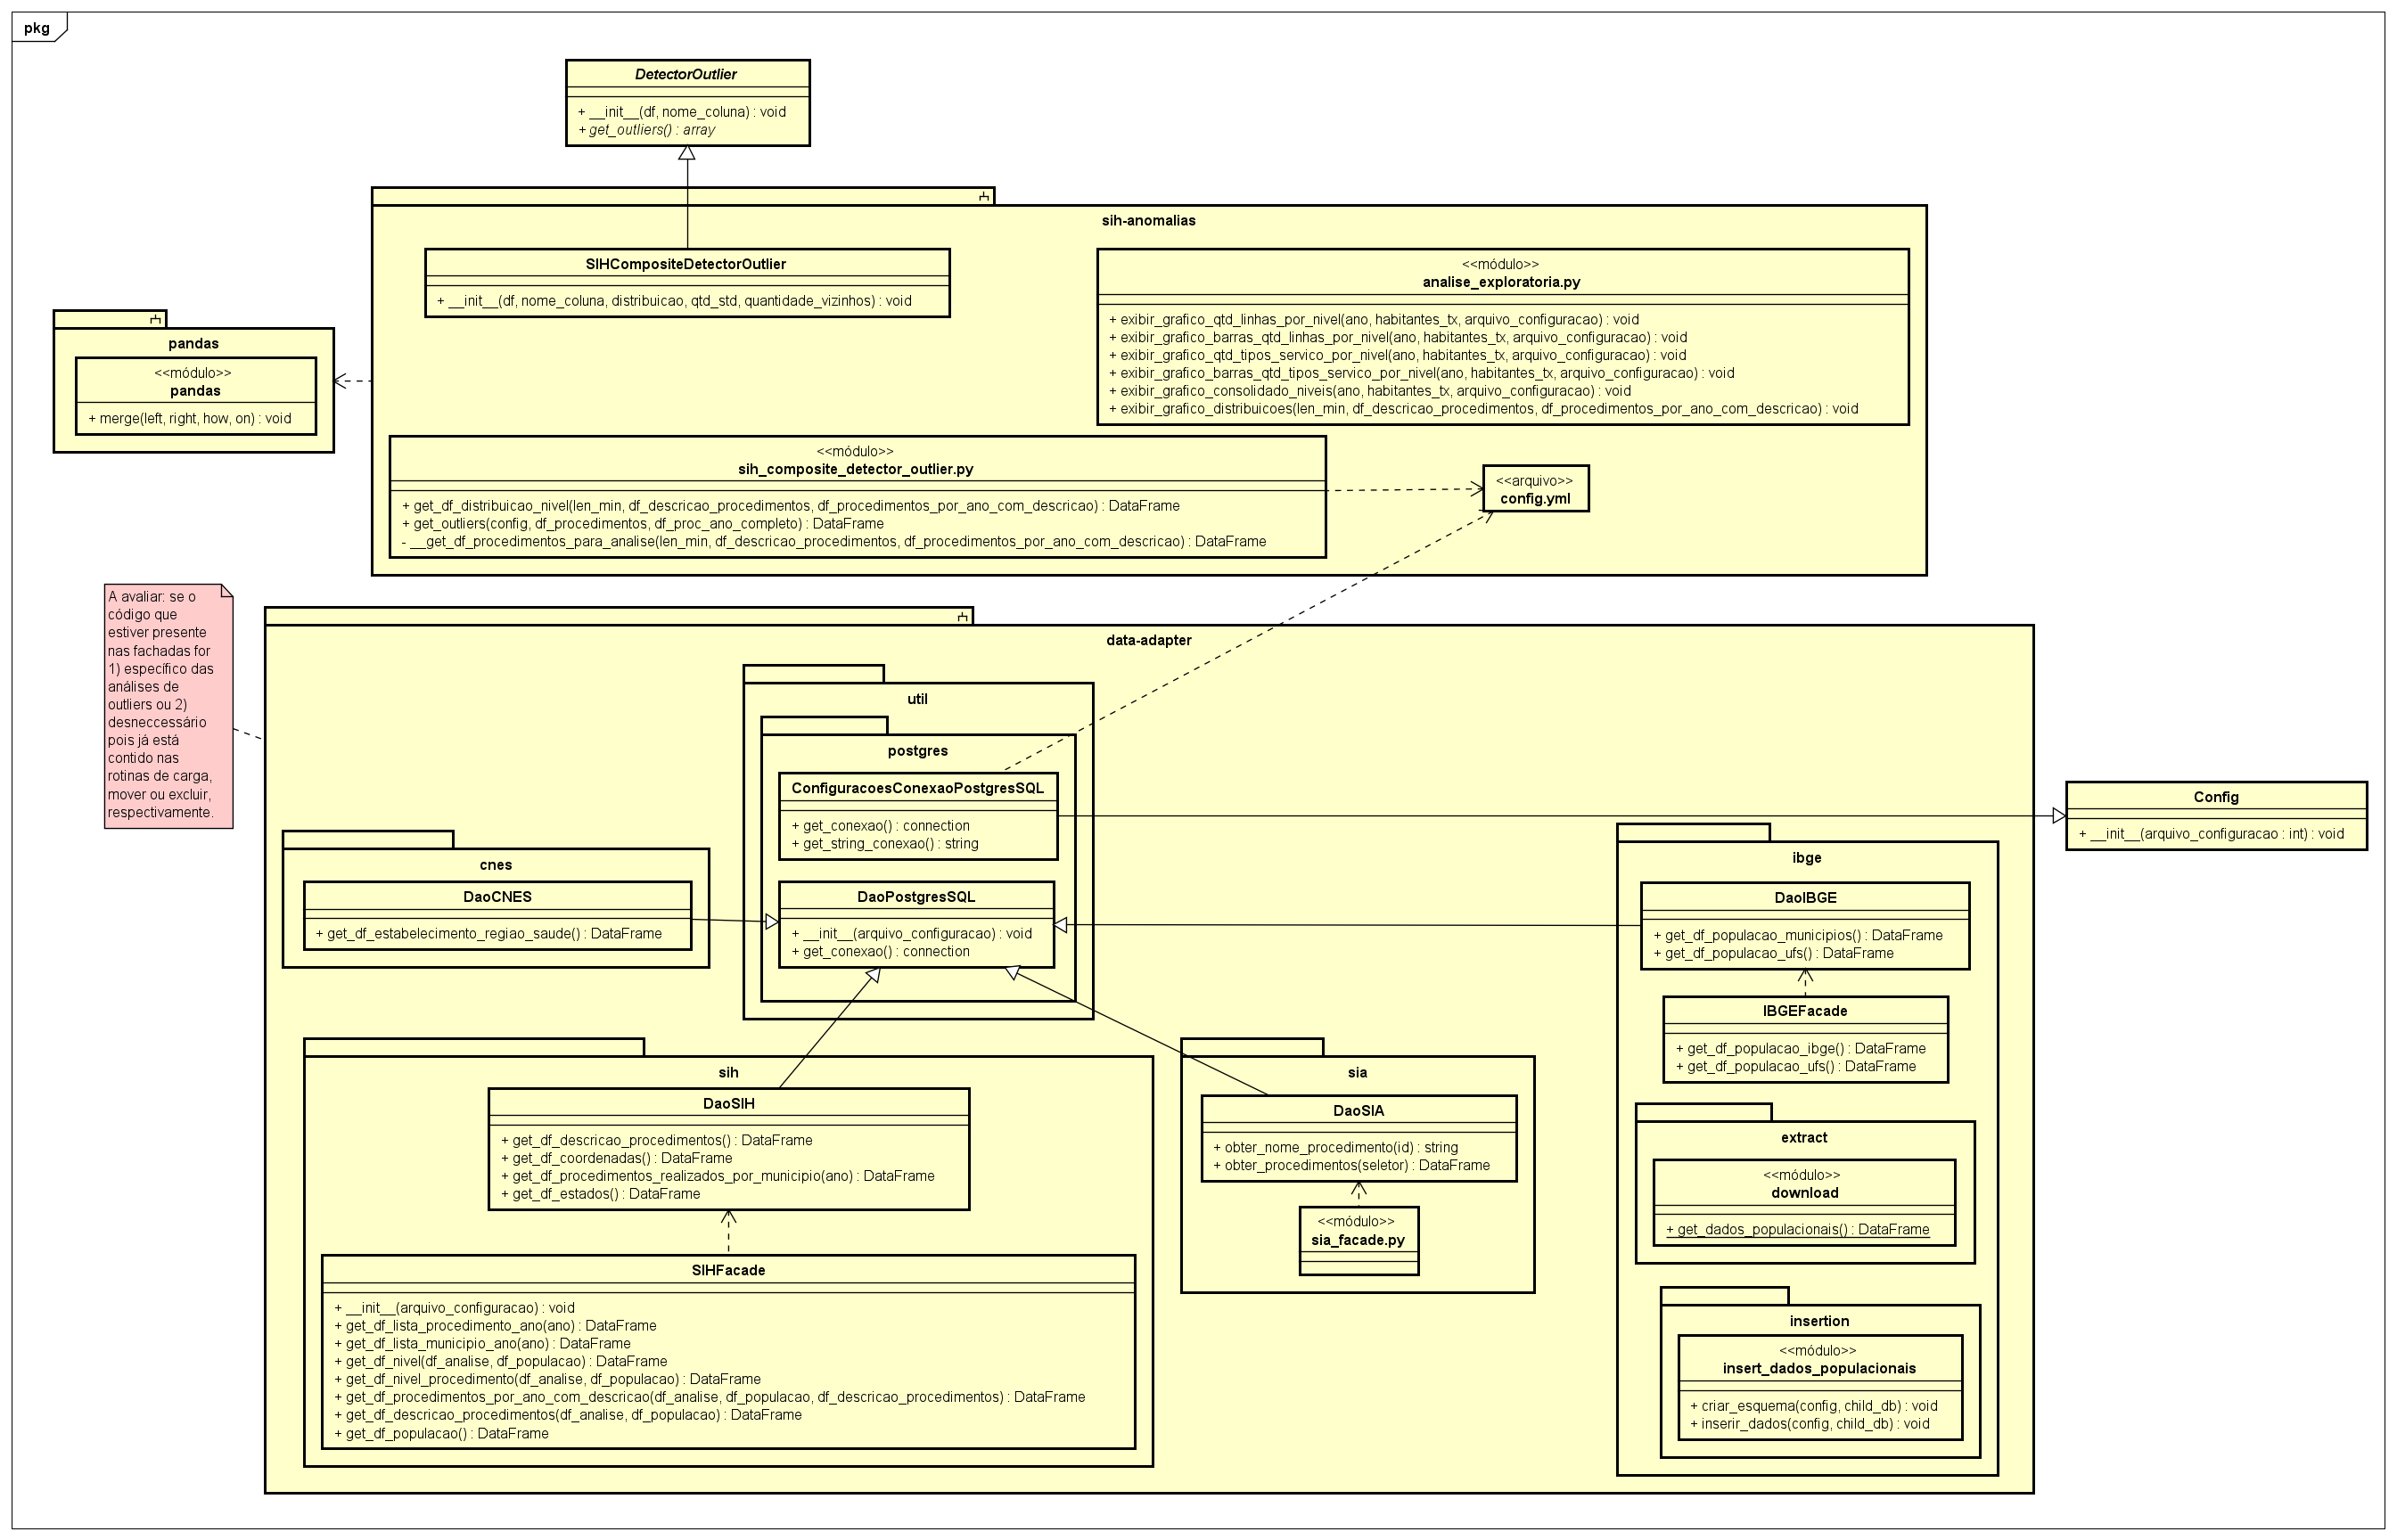 pkg
DetectorOutlier
+ __init__(df, nome_coluna) : void
+ get_outliers() : array
sih-anomalias
SIHCompositeDetectorOutlier
+ __init__(df, nome_coluna, distribuicao, qtd_std, quantidade_vizinhos) : void
<<módulo>>
analise_exploratoria.py
+ exibir_grafico_qtd_linhas_por_nivel(ano, habitantes_tx, arquivo_configuracao) : void
+ exibir_grafico_barras_qtd_linhas_por_nivel(ano, habitantes_tx, arquivo_configuracao) : void
+ exibir_grafico_qtd_tipos_servico_por_nivel(ano, habitantes_tx, arquivo_configuracao) : void
+ exibir_grafico_barras_qtd_tipos_servico_por_nivel(ano, habitantes_tx, arquivo_configuracao) : void
+ exibir_grafico_consolidado_niveis(ano, habitantes_tx, arquivo_configuracao) : void
+ exibir_grafico_distribuicoes(len_min, df_descricao_procedimentos, df_procedimentos_por_ano_com_descricao) : void
pandas
<<módulo>>
pandas
+ merge(left, right, how, on) : void
<<módulo>>
sih_composite_detector_outlier.py
+ get_df_distribuicao_nivel(len_min, df_descricao_procedimentos, df_procedimentos_por_ano_com_descricao) : DataFrame
+ get_outliers(config, df_procedimentos, df_proc_ano_completo) : DataFrame
- __get_df_procedimentos_para_analise(len_min, df_descricao_procedimentos, df_procedimentos_por_ano_com_descricao) : DataFrame
<<arquivo>>
config.yml
A avaliar: se o
código que
estiver presente
nas fachadas for
1) específico das
análises de
outliers ou 2)
desneccessário
pois já está
contido nas
rotinas de carga,
mover ou excluir,
respectivamente.
data-adapter
util
postgres
ConfiguracoesConexaoPostgresSQL
+ get_conexao() : connection
+ get_string_conexao() : string
Config
+ __init__(arquivo_configuracao : int) : void
cnes
DaoCNES
+ get_df_estabelecimento_regiao_saude() : DataFrame
DaoPostgresSQL
+ __init__(arquivo_configuracao) : void
+ get_conexao() : connection
ibge
DaoIBGE
+ get_df_populacao_municipios() : DataFrame
+ get_df_populacao_ufs() : DataFrame
IBGEFacade
+ get_df_populacao_ibge() : DataFrame
+ get_df_populacao_ufs() : DataFrame
extract
<<módulo>>
download
+ get_dados_populacionais() : DataFrame
insertion
<<módulo>>
insert_dados_populacionais
+ criar_esquema(config, child_db) : void
+ inserir_dados(config, child_db) : void
sih
DaoSIH
+ get_df_descricao_procedimentos() : DataFrame
+ get_df_coordenadas() : DataFrame
+ get_df_procedimentos_realizados_por_municipio(ano) : DataFrame
+ get_df_estados() : DataFrame
SIHFacade
+ __init__(arquivo_configuracao) : void
+ get_df_lista_procedimento_ano(ano) : DataFrame
+ get_df_lista_municipio_ano(ano) : DataFrame
+ get_df_nivel(df_analise, df_populacao) : DataFrame
+ get_df_nivel_procedimento(df_analise, df_populacao) : DataFrame
+ get_df_procedimentos_por_ano_com_descricao(df_analise, df_populacao, df_descricao_procedimentos) : DataFrame
+ get_df_descricao_procedimentos(df_analise, df_populacao) : DataFrame
+ get_df_populacao() : DataFrame
sia
DaoSIA
+ obter_nome_procedimento(id) : string
+ obter_procedimentos(seletor) : DataFrame
<<módulo>>
sia_facade.py